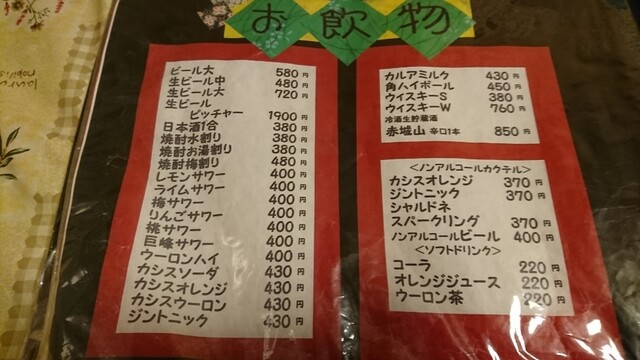 お飲物
ビール大 580円
生ビール中 480円
生ビール大 720円
生ビール
ピッチャー 1900円
日本酒1合 380円
焼酎水割り 380円
焼酎お湯割り 380円
焼酎梅割り 480円
レモンサワー 400円
ライムサワー 400円
梅サワー 400円
りんごサワー 400円
桃サワー 400円
巨峰サワー 400円
ウーロンハイ 400円
カシスソーダ 430円
カシスオレンジ 430円
カシスウーロン 430円
ジントニック 430円
カルアミルク 430円
角ハイボール 450円
ウイスキーS 380円
ウイスキーW 760円
冷酒生貯蔵酒
赤城山 辛口1本 850円
<ノンアルコールカクテル>
カシスオレンジ 370円
ジントニック 370円
シャルドネ
スパークリング 370円
ノンアルコールビール 400円
<ソフトドリンク>
コーラ 220円
オレンジジュース 220円
ウーロン茶 220円